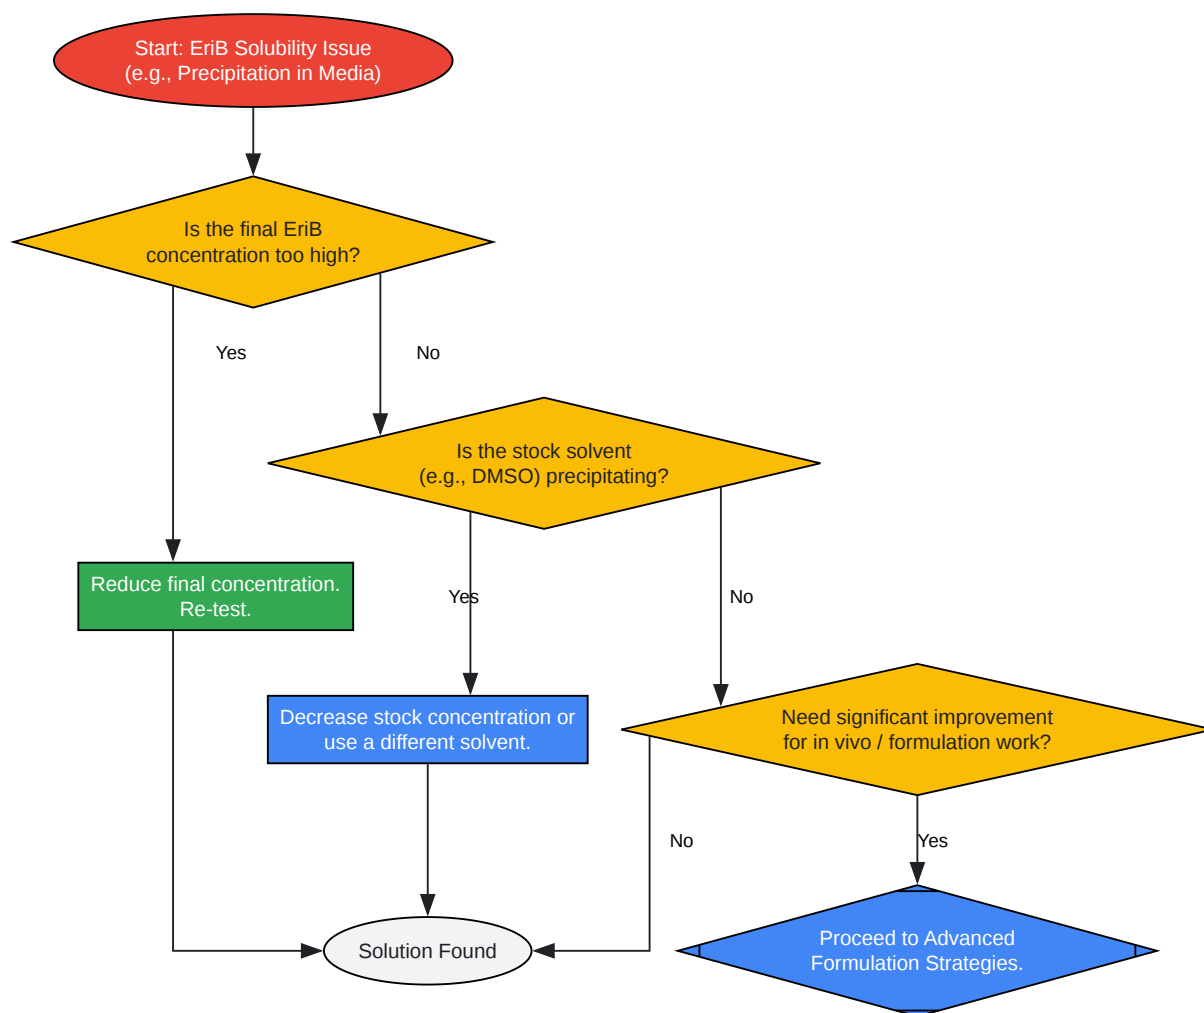 Start: EriB Solubility Issue
(e.g., Precipitation in Media)
Is the final EriB
concentration too high?
Yes
No
Is the stock solvent
(e.g., DMSO) precipitating?
Reduce final concentration.
Re-test.
Yes
No
Decrease stock concentration or
use a different solvent.
Need significant improvement
for in vivo / formulation work?
No
Yes
Solution Found
Proceed to Advanced
Formulation Strategies.